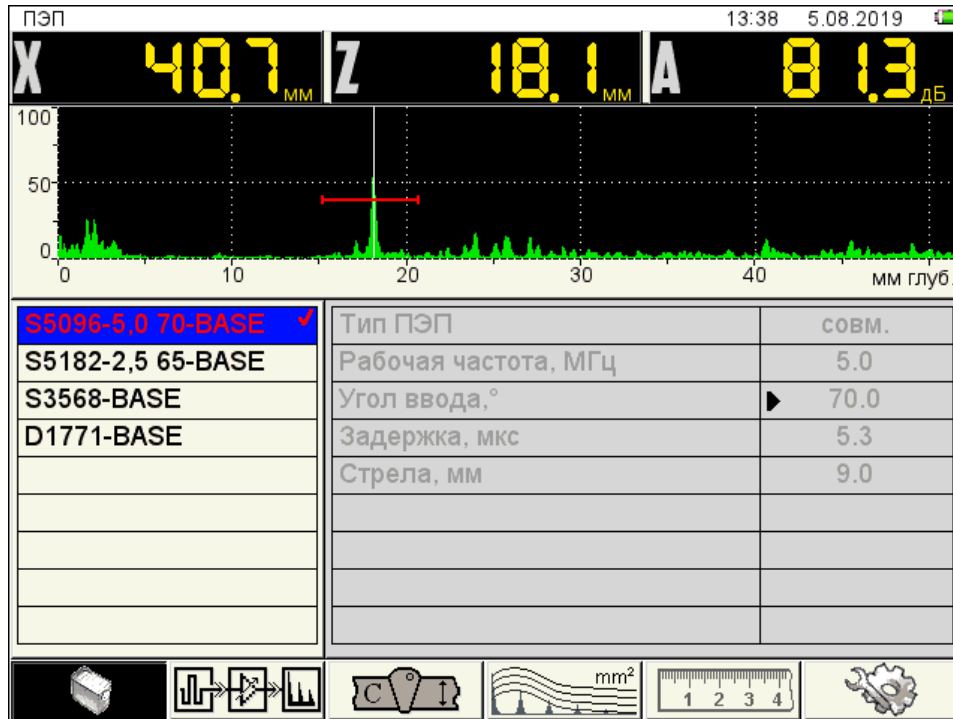 ПЭП 13:38 5.08.2019
X 40.7 мм Z 18.1 мм A 81.3 дБ
100
50
0
0 10 20 30 40 мм глуб.
S5096-5,0 70-BASE Тип ПЭП совм.
S5182-2,5 65-BASE Рабочая частота, МГц 5.0
S3568-BASE Угол ввода,° 70.0
D1771-BASE Задержка, мкс 5.3
Стрела, мм 9.0
C mm² 1 2 3 4